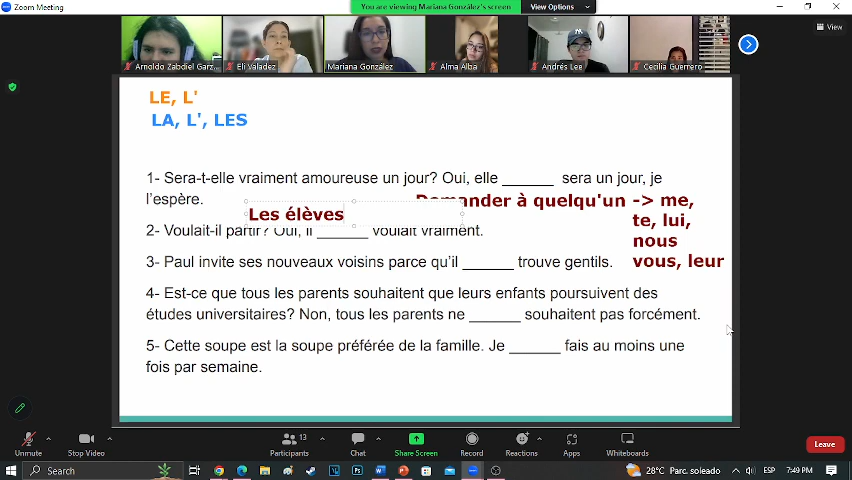 Zoom Meeting
You are viewing Mariana González's screen
View Options
View
Arnoldo Zabdiel Garz...
Eli Valadez
Mariana González
Alma Alba
Andrés Lee
Cecilia Guerrero
LE, L'
LA, L', LES
1- Sera-t-elle vraiment amoureuse un jour? Oui, elle _______ sera un jour, je
l'espère.
Demander à quelqu'un -> me,
te, lui,
nous
vous, leur
Les élèves
2- Voulait-il partir? Oui, il _______ voulait vraiment.
3- Paul invite ses nouveaux voisins parce qu'il _______ trouve gentils.
4- Est-ce que tous les parents souhaitent que leurs enfants poursuivent des
études universitaires? Non, tous les parents ne _______ souhaitent pas forcément.
5- Cette soupe est la soupe préférée de la famille. Je _______ fais au moins une
fois par semaine.
Unmute
Stop Video
13
Participants
Chat
Share Screen
Record
Reactions
Apps
Whiteboards
Leave
Search
28°C Parc. soleado
ESP
7:49 PM